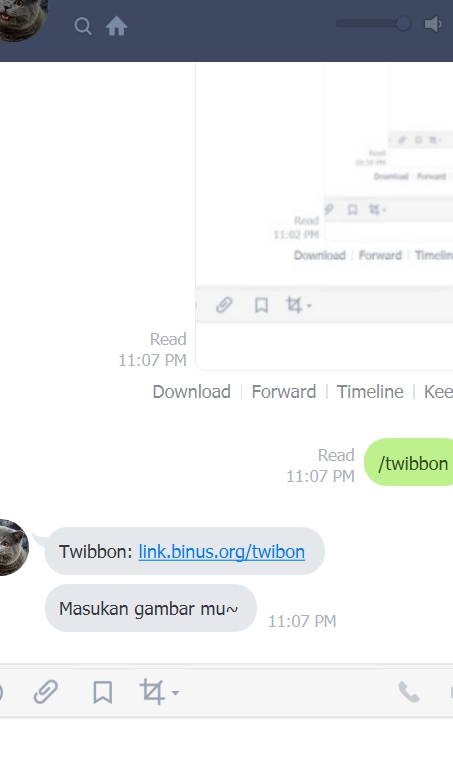 Read
10:59 PM
Download | Forward
Read
11:02 PM
Download | Forward | Timelin
Read
11:07 PM
Download | Forward | Timeline | Kee
Read
11:07 PM
/twibbon
Twibbon: link.binus.org/twibon
Masukan gambar mu~
11:07 PM